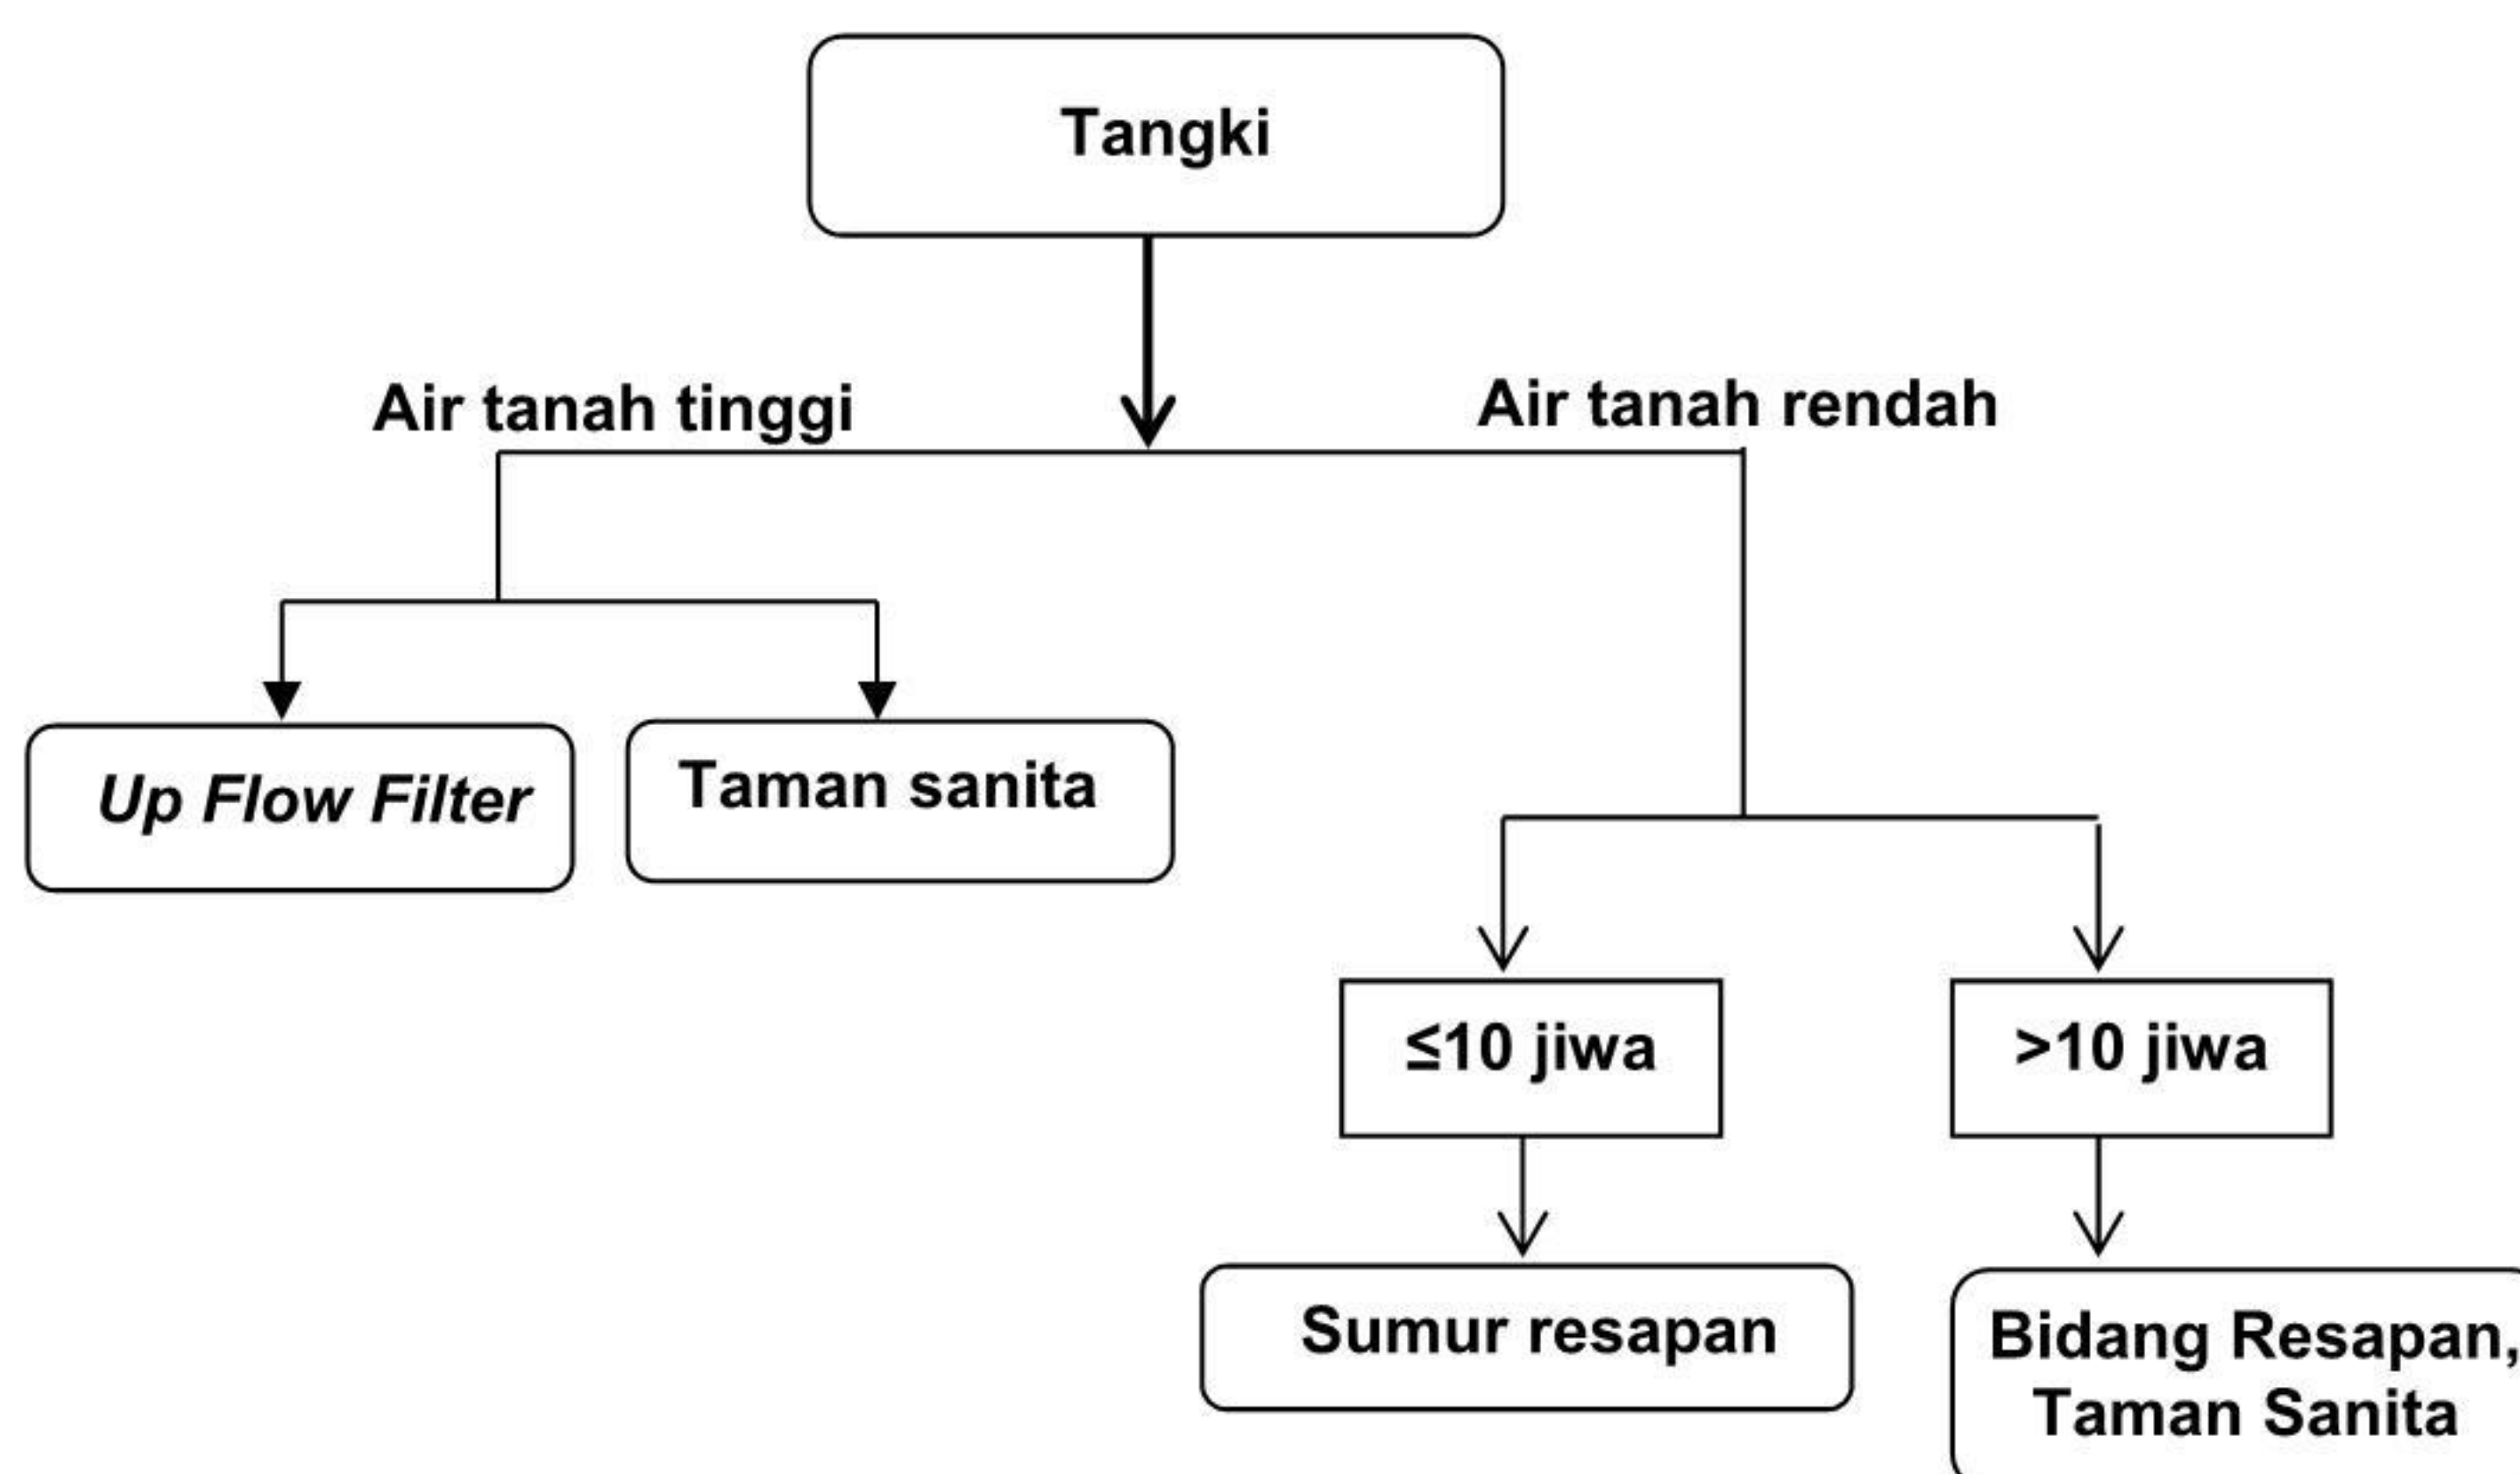 Tangki
Air tanah tinggi
Air tanah rendah
Up Flow Filter
Taman sanita
≤10 jiwa
>10 jiwa
Sumur resapan
Bidang Resapan,
Taman Sanita